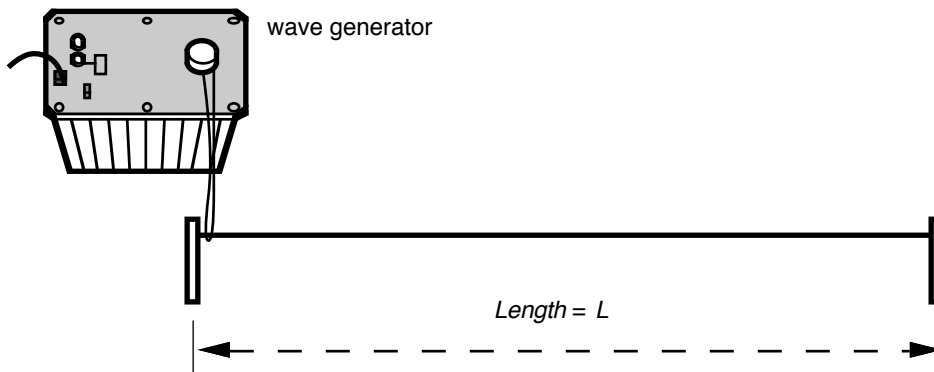 wave generator
Length = L